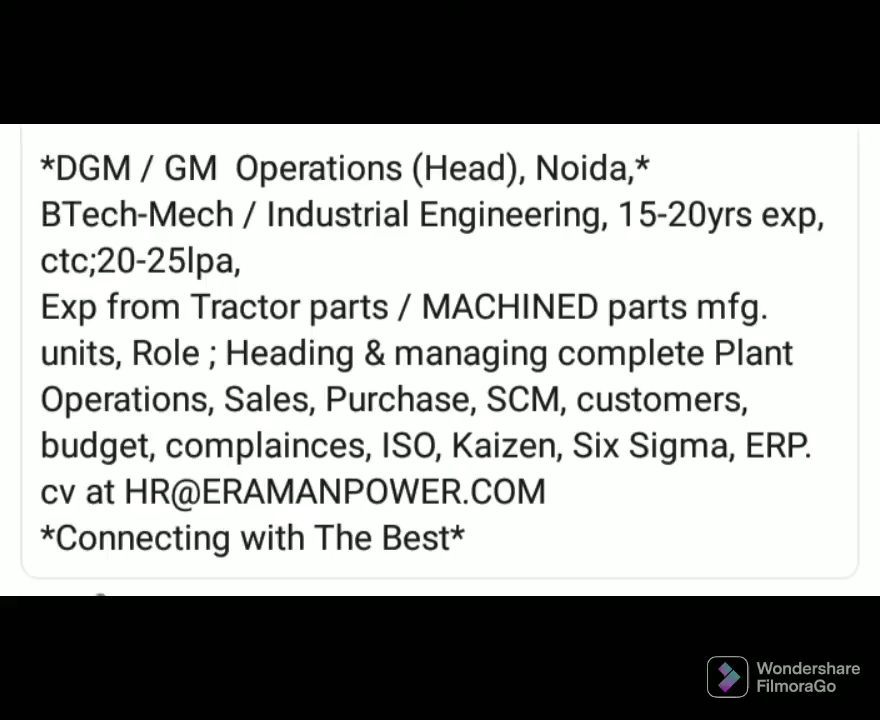 *DGM / GM  Operations (Head), Noida,*
BTech-Mech / Industrial Engineering, 15-20yrs exp,
ctc;20-25lpa,
Exp from Tractor parts / MACHINED parts mfg.
units, Role ; Heading & managing complete Plant
Operations, Sales, Purchase, SCM, customers,
budget, complainces, ISO, Kaizen, Six Sigma, ERP.
cv at HR@ERAMANPOWER.COM
*Connecting with The Best*
Wondershare
FilmoraGo